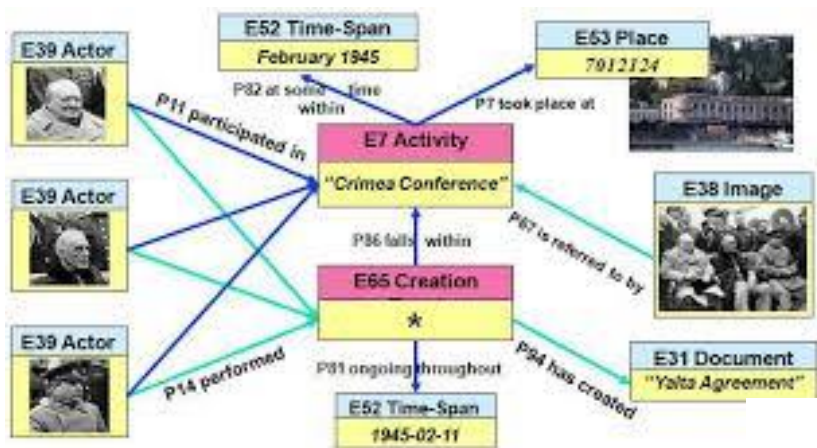 E39 Actor
E52 Time-Span
February 1945
E53 Place
7012124
P82 at some time
within
P7 took place at
P11 participated in
E7 Activity
"Crimea Conference"
E39 Actor
E38 Image
P86 falls within
P67 is referred to by
E65 Creation
*
E39 Actor
P14 performed
P81 ongoing throughout
P94 has created
E31 Document
"Yalta Agreement"
E52 Time-Span
1945-02-11